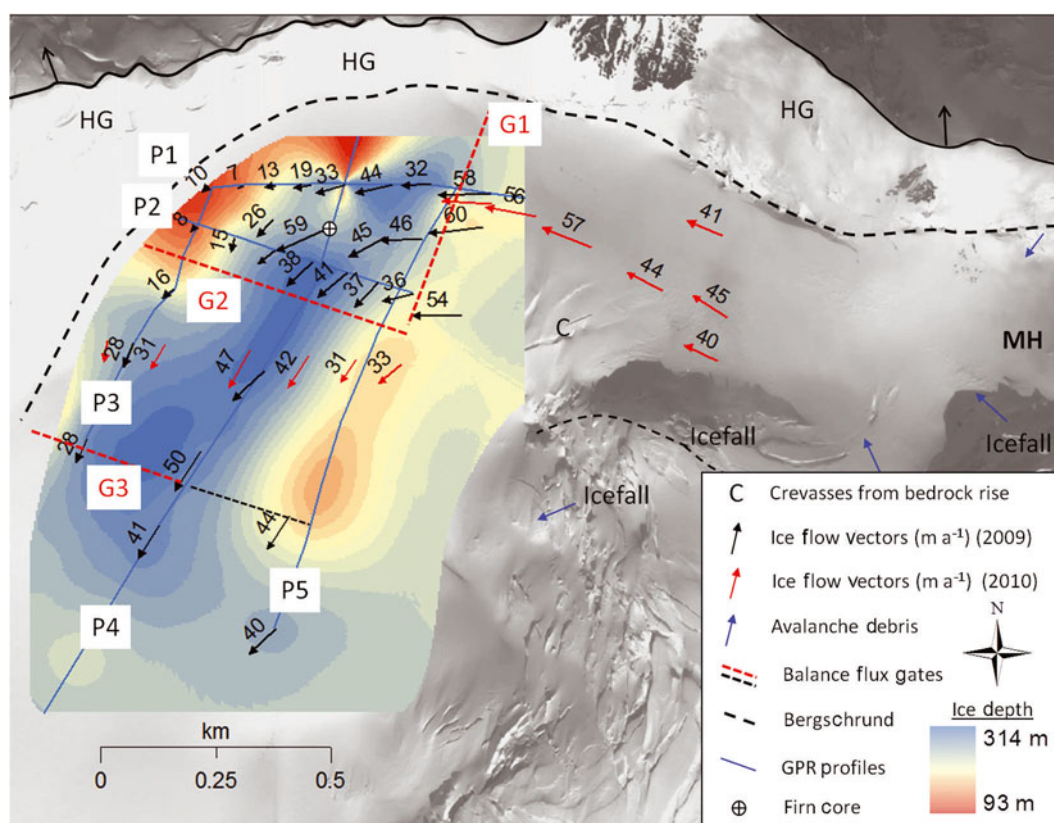 HG
HG
HG
G1
P1
10
7
13
19
33
44
32
58
56
P2
8
15
26
59
45
46
60
57
41
38
41
37
36
54
44
45
40
16
G2
C
MH
28
31
47
42
31
33
P3
28
G3
50
44
41
Icefall
Icefall
Icefall
P5
P4
40
km
0
0.25
0.5
C Crevasses from bedrock rise
Ice flow vectors (m a⁻¹) (2009)
Ice flow vectors (m a⁻¹) (2010)
N
Avalanche debris
Balance flux gates
Bergschrund
GPR profiles
Firn core
Ice depth
314 m
93 m